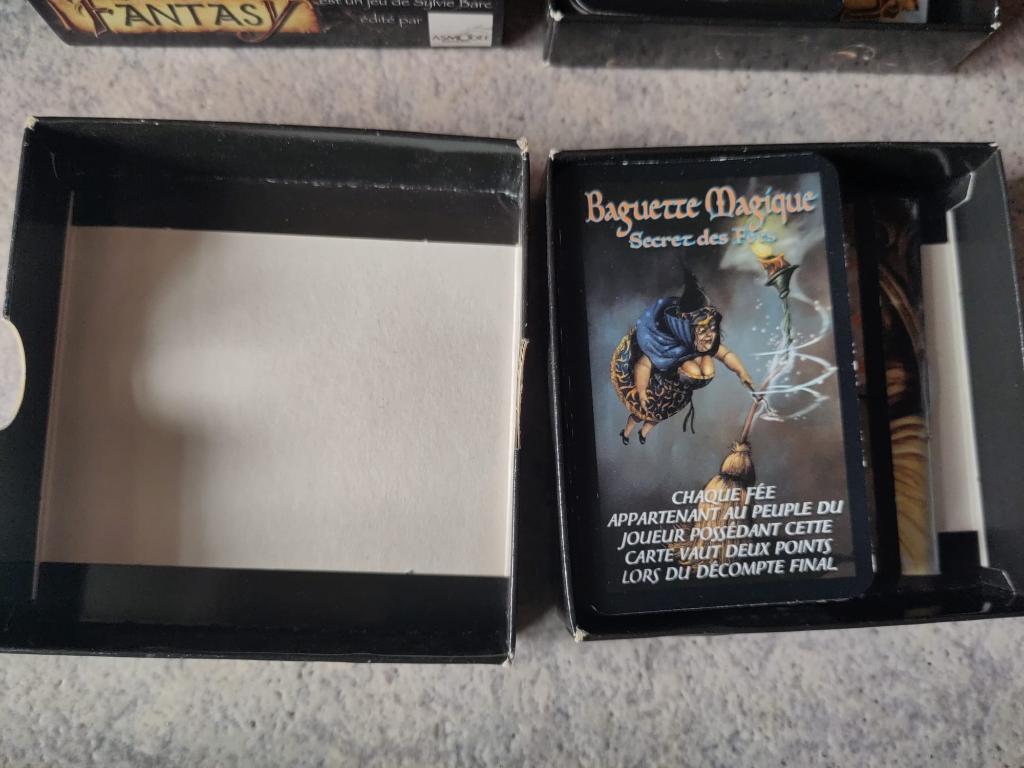 FANTASY
est un jeu de Sylvie Barc
édité par
ASMODEE
Baguette Magique
Secret des Fées
CHAQUE FÉE
APPARTENANT AU PEUPLE DU
JOUEUR POSSÉDANT CETTE
CARTE VAUT DEUX POINTS
LORS DU DÉCOMPTE FINAL